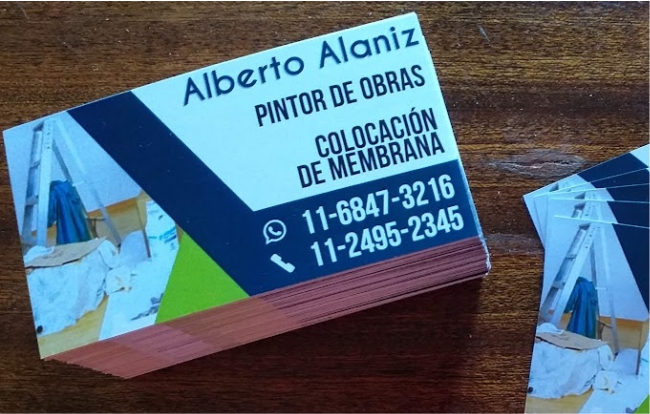 Alberto Alaniz
PINTOR DE OBRAS
COLOCACIÓN
DE MEMBRANA
11-6847-3216
11-2495-2345